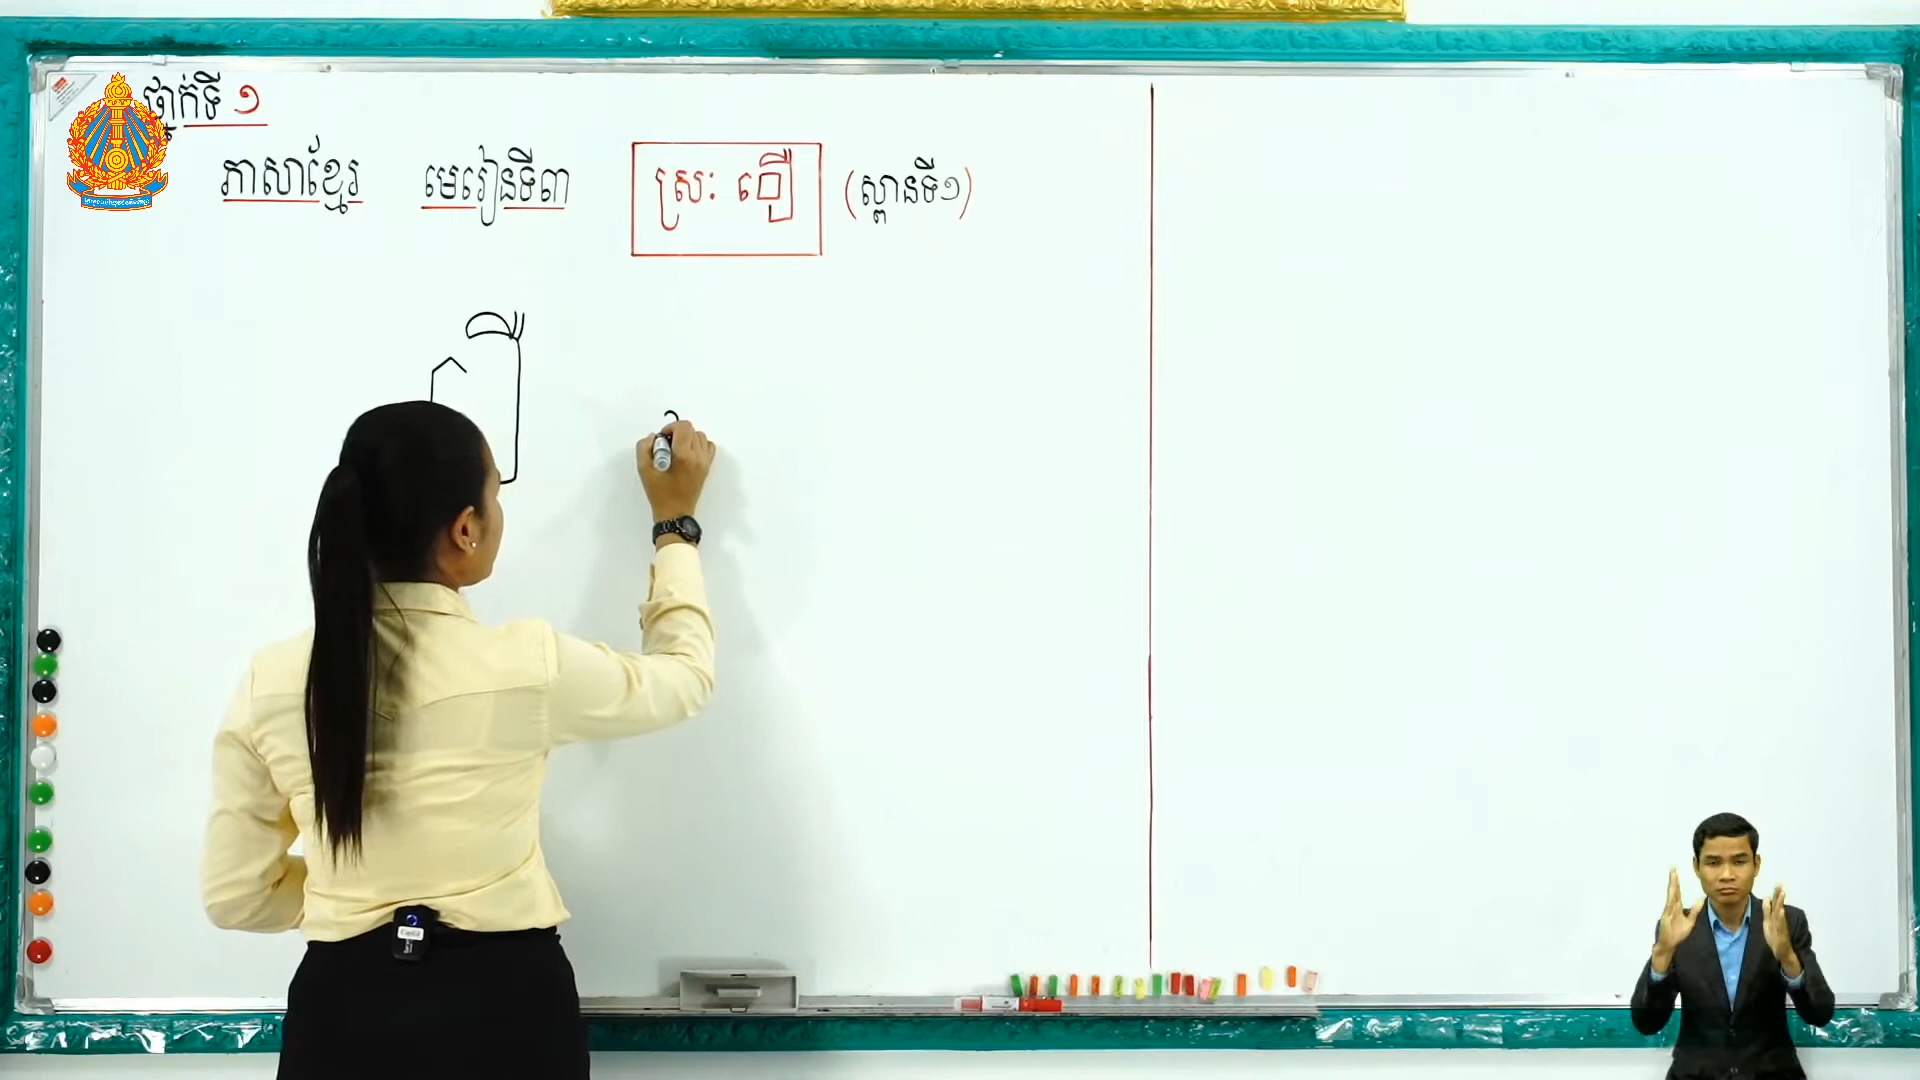 ថ្នាក់ទី ១
ភាសាខ្មែរ មេរៀនទី៣ ស្រៈ ឿ (ស្ពានទី១)